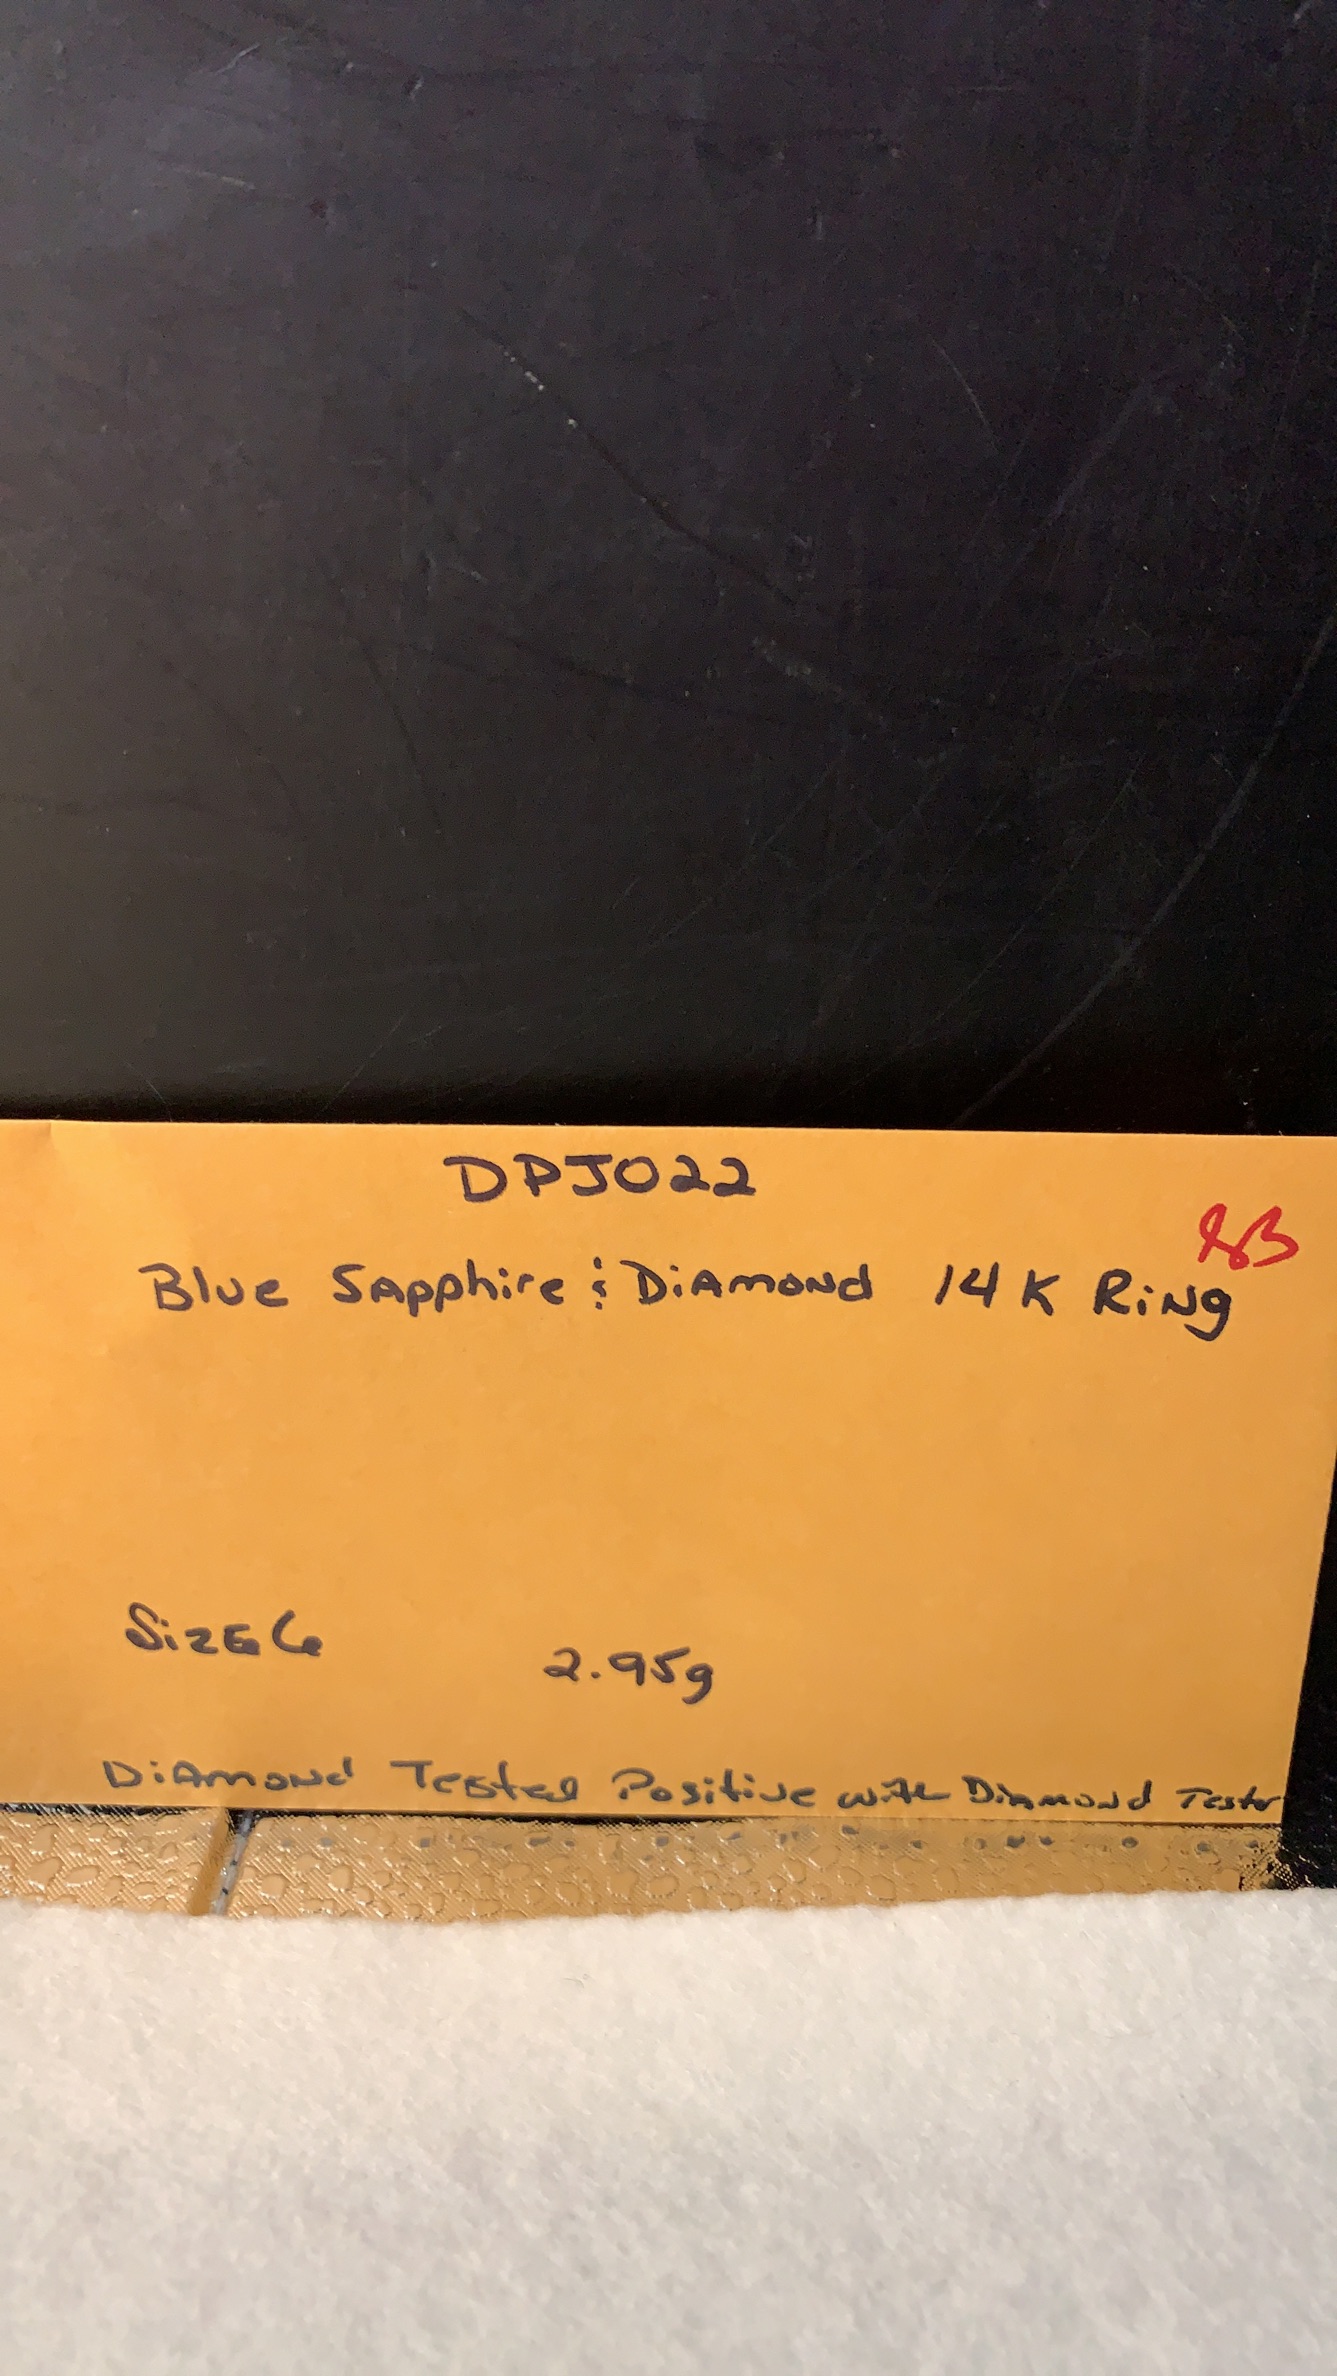 DPJ022
Blue Sapphire & Diamond 14K Ring
Size 6
2.95g
Diamond Tested Positive with Diamond Tester